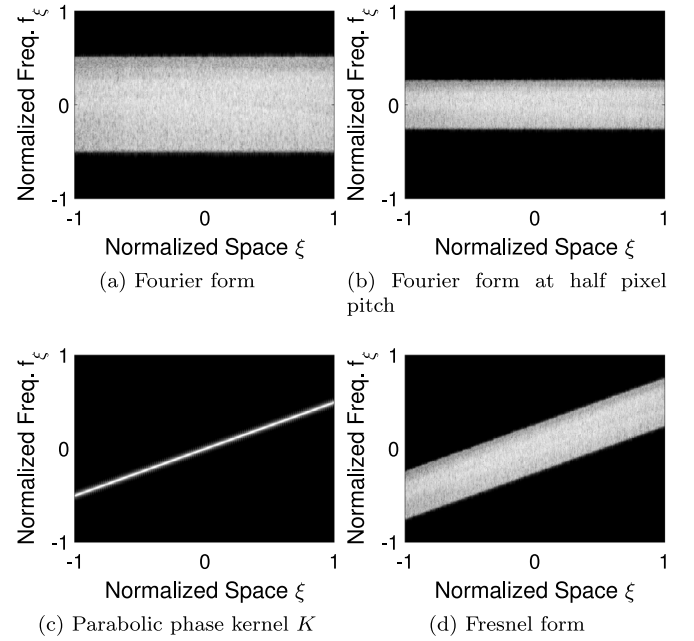 Normalized Freq. f_ξ
1
0
-1
-1 0 1
Normalized Space ξ
(a) Fourier form
Normalized Freq. f_ξ
1
0
-1
-1 0 1
Normalized Space ξ
(b) Fourier form at half pixel
pitch
Normalized Freq. f_ξ
1
0
-1
-1 0 1
Normalized Space ξ
(c) Parabolic phase kernel K
Normalized Freq. f_ξ
1
0
-1
-1 0 1
Normalized Space ξ
(d) Fresnel form